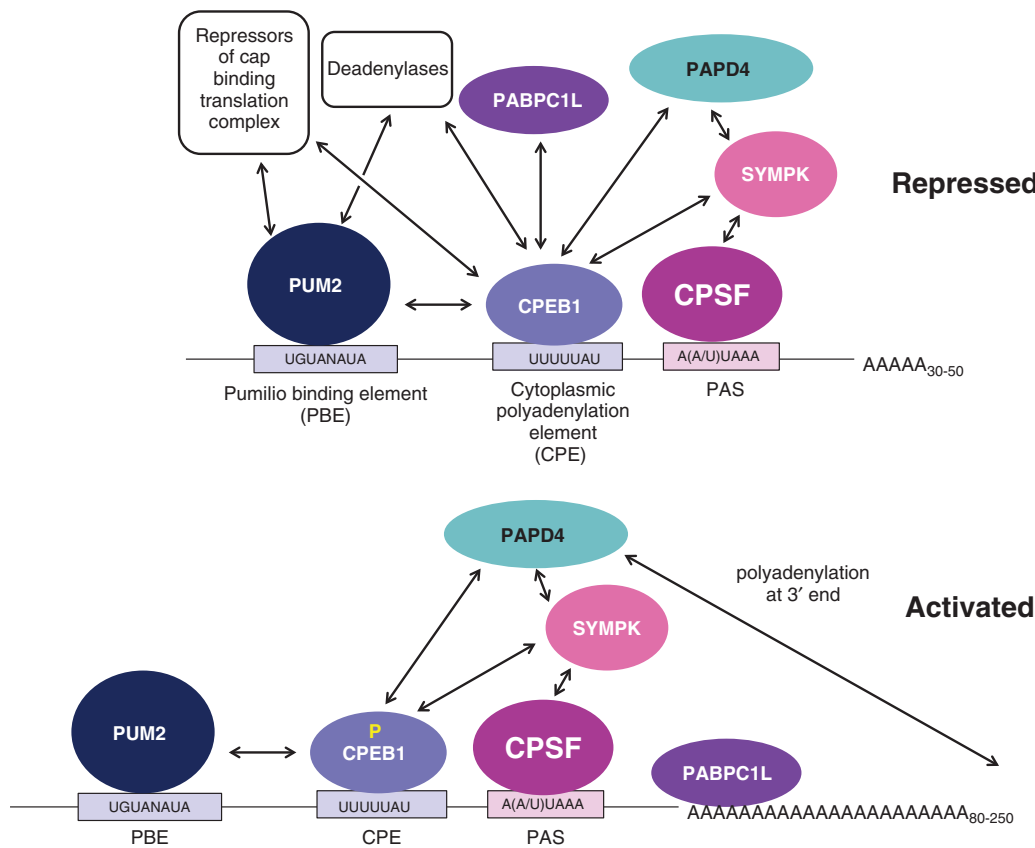 Repressors
of cap
binding
translation
complex
Deadenylases
PABPC1L
PAPD4
SYMPK
Repressed
PUM2
CPEB1
CPSF
UGUANAUA
UUUUUAU
A(A/U)UAAA
AAAAA30-50
Pumilio binding element
(PBE)
Cytoplasmic
polyadenylation
element
(CPE)
PAS
PAPD4
polyadenylation
at 3′ end
Activated
SYMPK
PUM2
P
CPEB1
CPSF
PABPC1L
UGUANAUA
UUUUUAU
A(A/U)UAAA
AAAAAAAAAAAAAAAAAAAAAA80-250
PBE
CPE
PAS